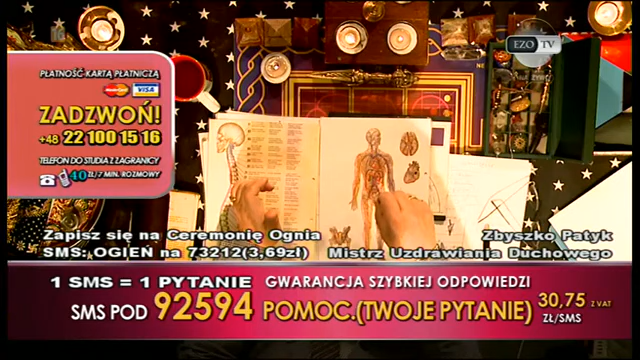 EZO TV
PŁATNOŚĆ KARTĄ PŁATNICZĄ
MasterCard VISA
ZADZWOŃ!
+48 22 100 15 16
TELEFON DO STUDIA Z ZAGRANICY
40 ZŁ/7 MIN. ROZMOWY
Zapisz się na Ceremonię Ognia
SMS: OGIEŃ na 73212(3,69zł)
Zbyszko Patyk
Mistrz Uzdrawiania Duchowego
1 SMS = 1 PYTANIE GWARANCJA SZYBKIEJ ODPOWIEDZI
SMS POD 92594 POMOC.(TWOJE PYTANIE) 30,75 Z VAT
ZŁ/SMS